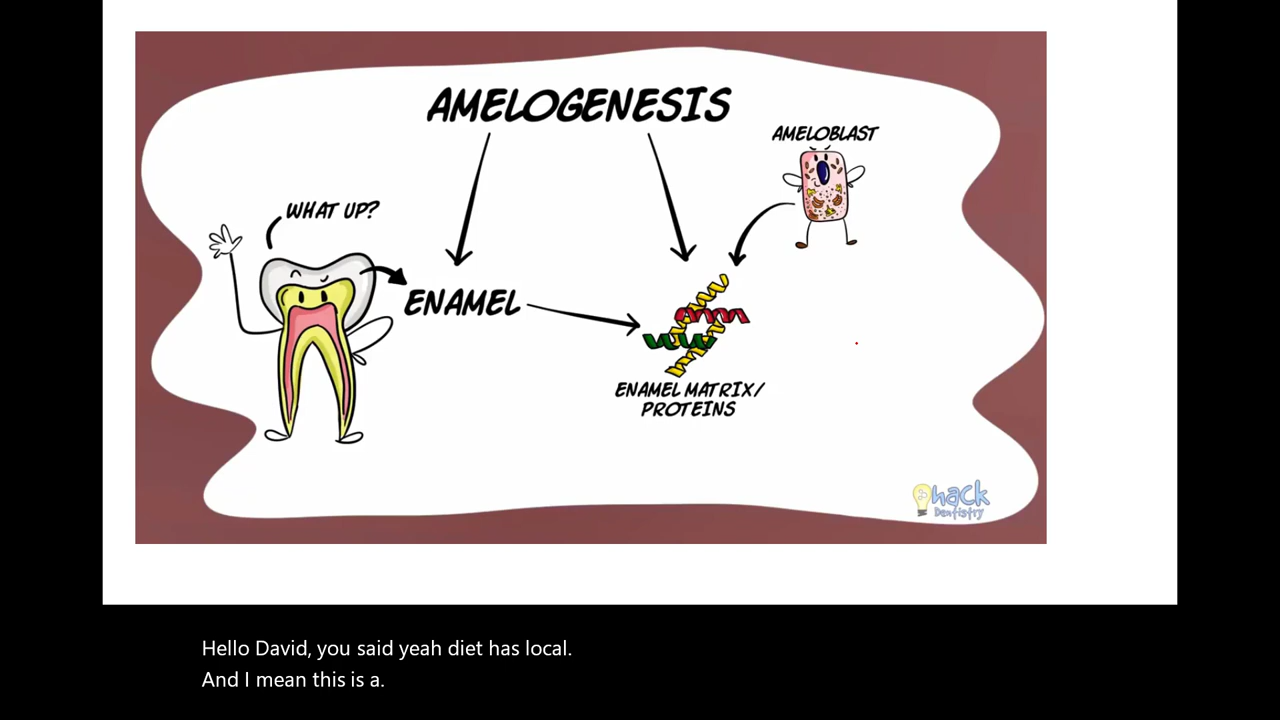 AMELOGENESIS
AMELOBLAST
WHAT UP?
ENAMEL
ENAMEL MATRIX/
PROTEINS
hack
Dentistry
Hello David, you said yeah diet has local.
And I mean this is a.